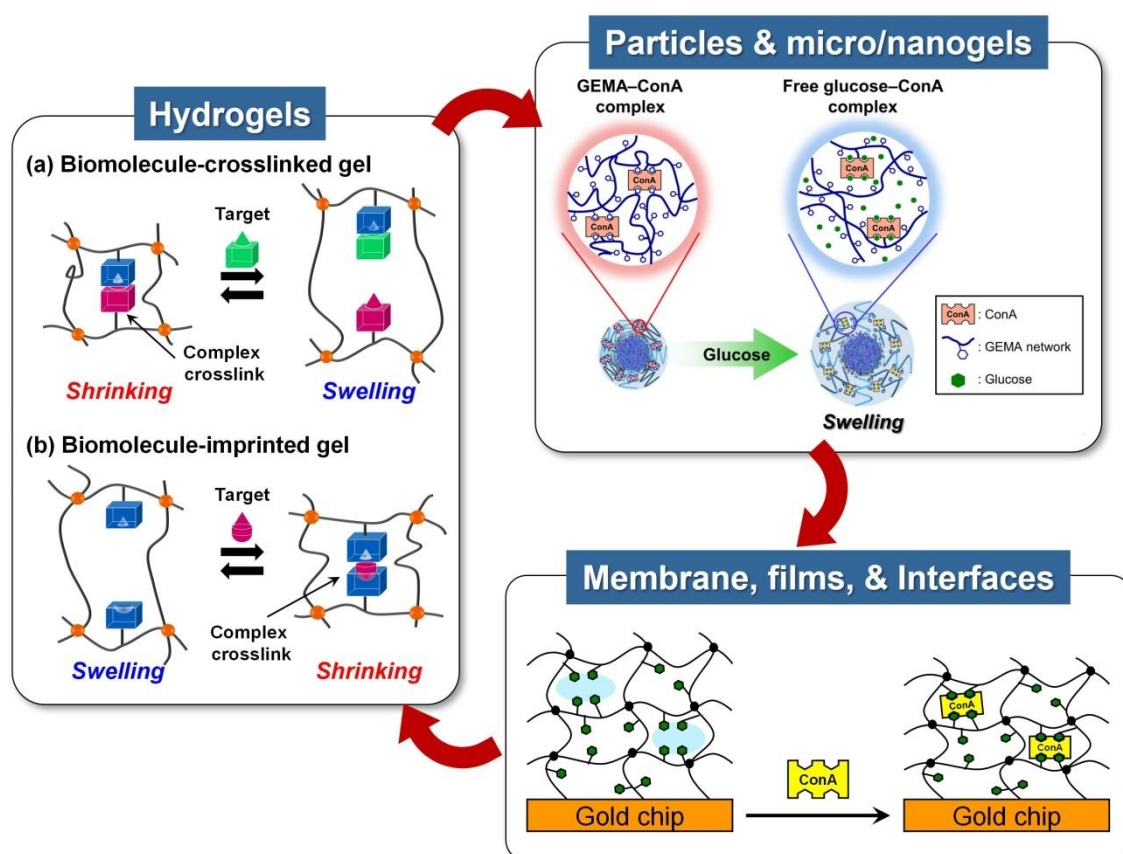 Hydrogels
(a) Biomolecule-crosslinked gel
Target
Complex
crosslink
Shrinking
Swelling
(b) Biomolecule-imprinted gel
Target
Complex
crosslink
Swelling
Shrinking
Particles & micro/nanogels
GEMA–ConA
complex
Free glucose–ConA
complex
ConA
ConA
ConA
ConA
Glucose
Swelling
ConA : ConA
: GEMA network
: Glucose
Membrane, films, & Interfaces
Gold chip
ConA
ConA
ConA
Gold chip